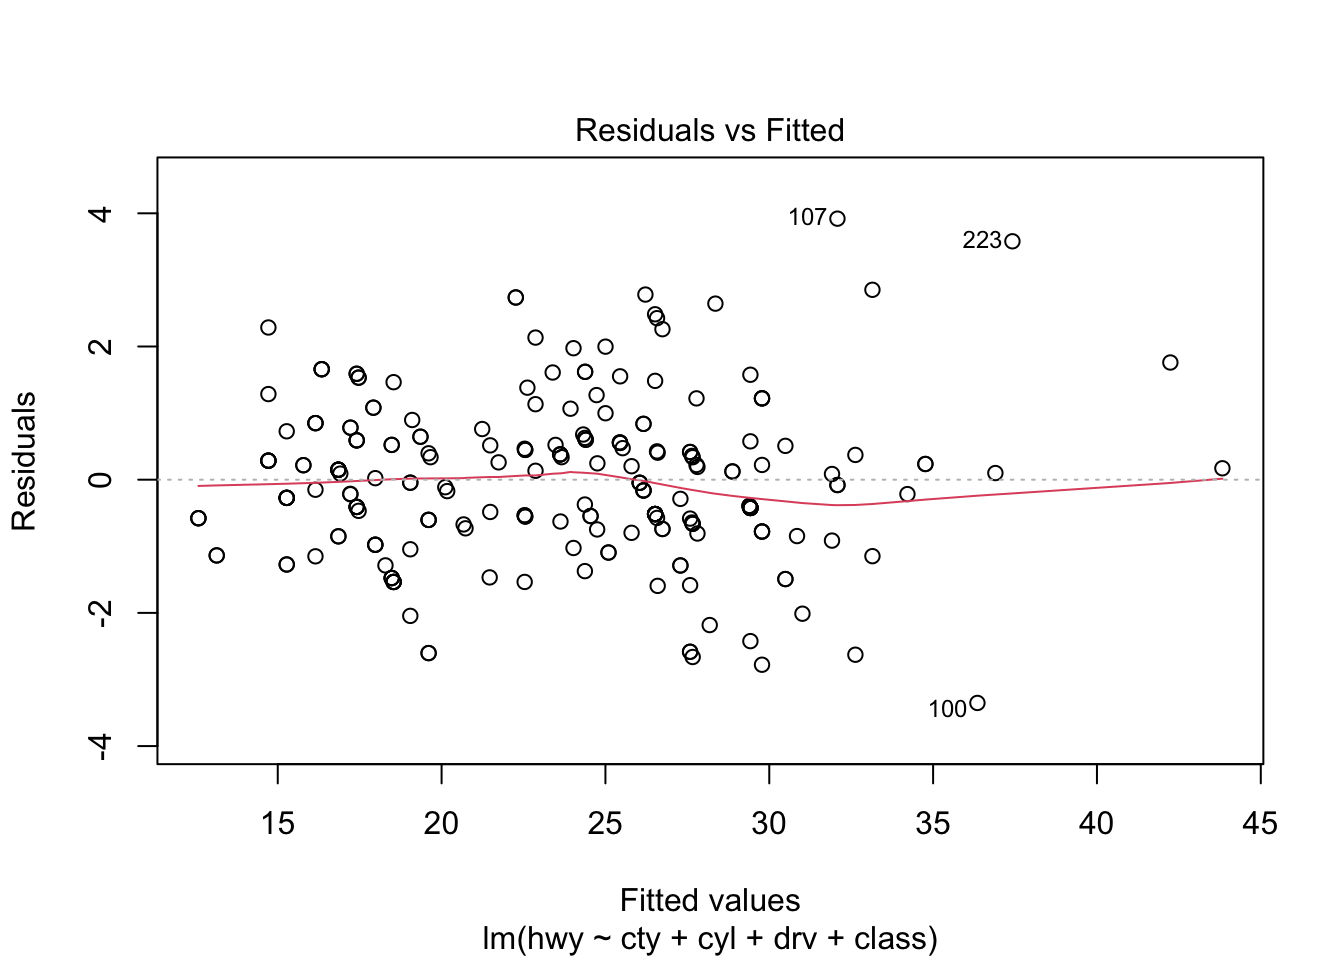 Residuals vs Fitted
Residuals
4
2
0
-2
-4
107
223
100
15 20 25 30 35 40 45
Fitted values
lm(hwy ~ cty + cyl + drv + class)